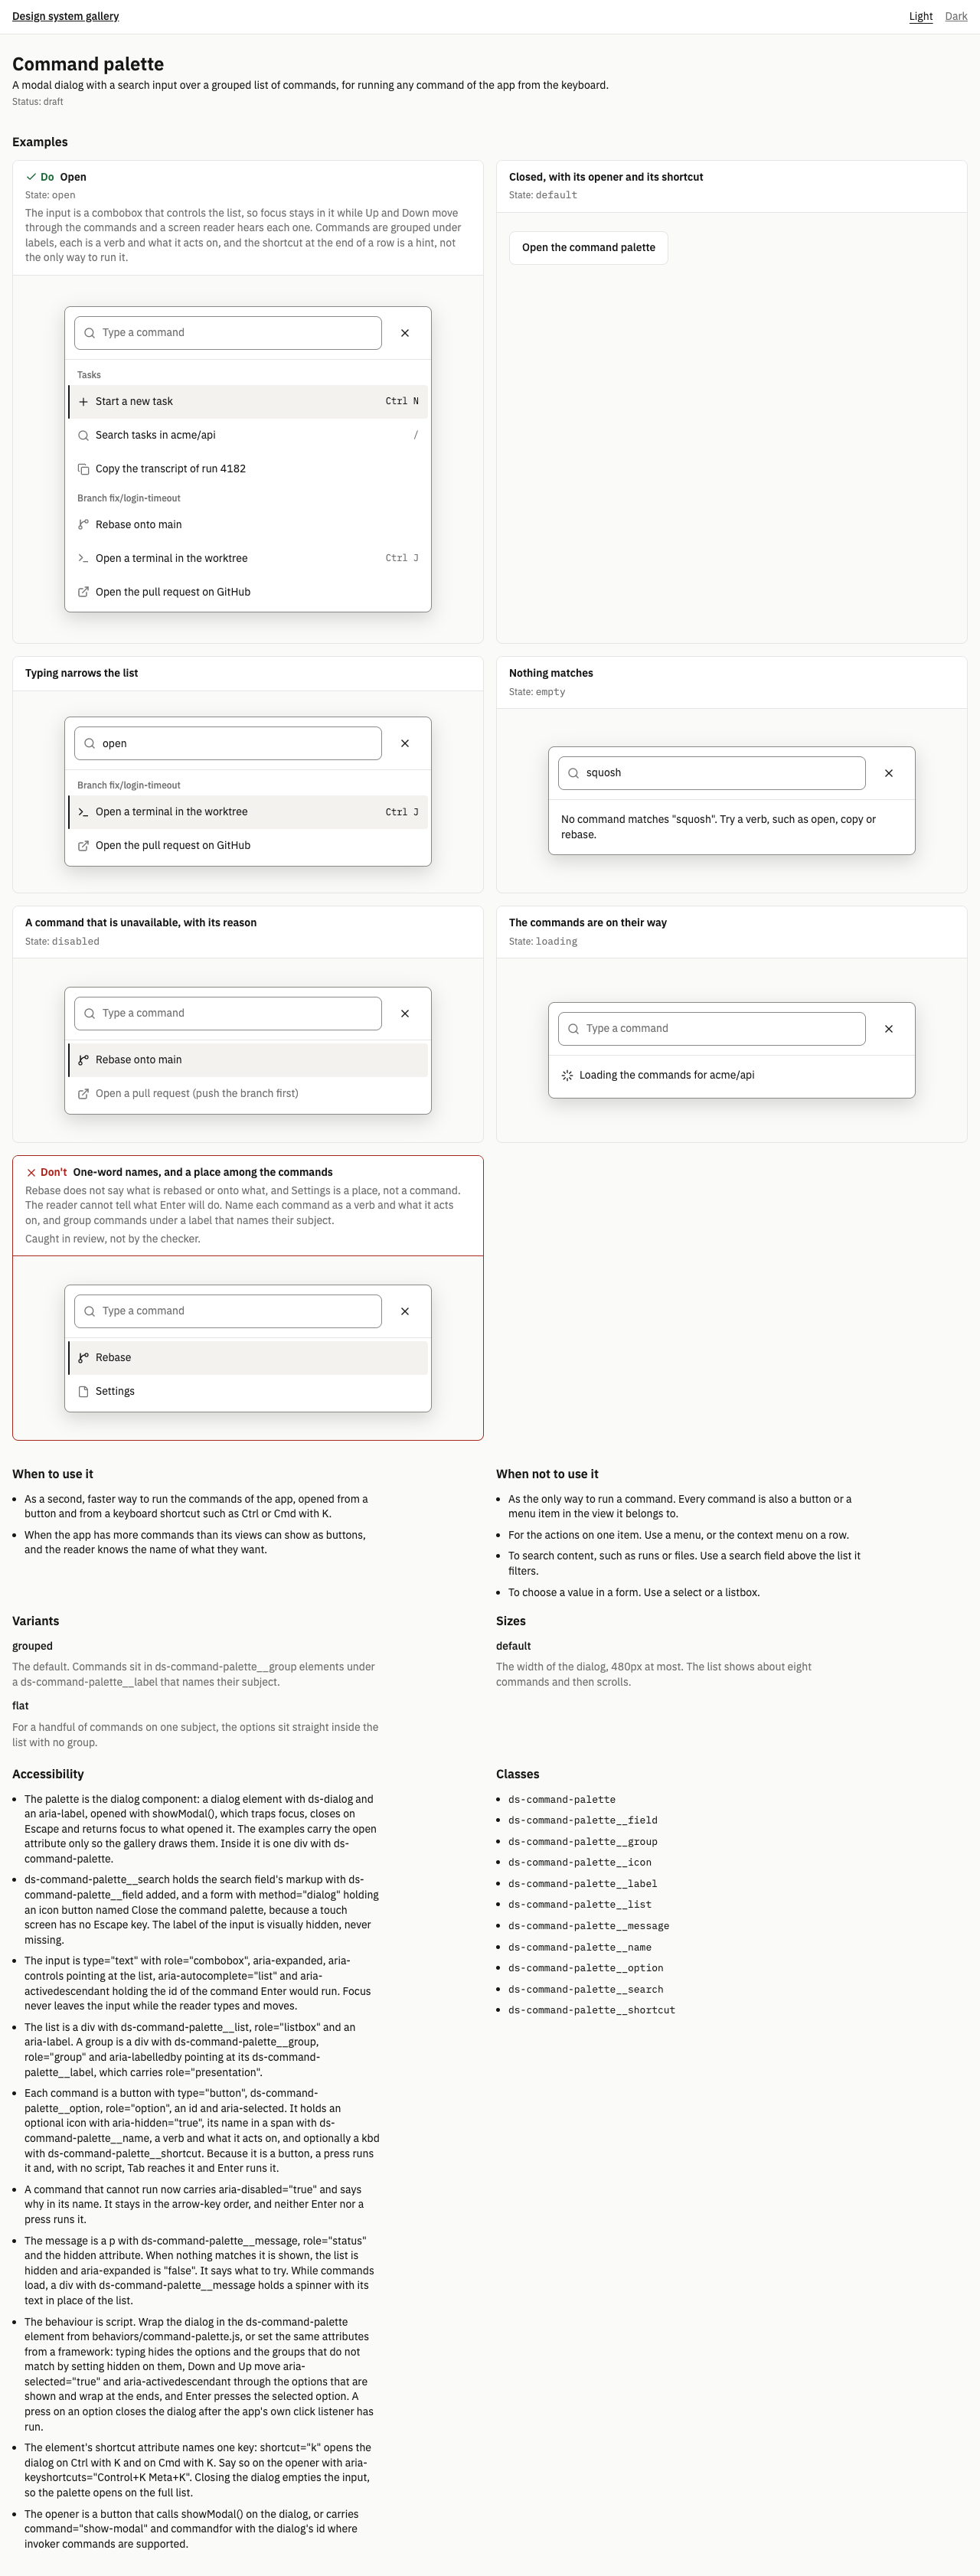 Design system gallery
Light Dark
Command palette
A modal dialog with a search input over a grouped list of commands, for running any command of the app from the keyboard.
Status: draft
Examples
Do Open
State: open
The input is a combobox that controls the list, so focus stays in it while Up and Down move
through the commands and a screen reader hears each one. Commands are grouped under
labels, each is a verb and what it acts on, and the shortcut at the end of a row is a hint, not
the only way to run it.
Type a command
Tasks
Start a new task Ctrl N
Search tasks in acme/api /
Copy the transcript of run 4182
Branch fix/login-timeout
Rebase onto main
Open a terminal in the worktree Ctrl J
Open the pull request on GitHub
Closed, with its opener and its shortcut
State: default
Open the command palette
Typing narrows the list
open
Branch fix/login-timeout
Open a terminal in the worktree Ctrl J
Open the pull request on GitHub
Nothing matches
State: empty
squosh
No command matches "squosh". Try a verb, such as open, copy or
rebase.
A command that is unavailable, with its reason
State: disabled
Type a command
Rebase onto main
Open a pull request (push the branch first)
The commands are on their way
State: loading
Type a command
Loading the commands for acme/api
Don't One-word names, and a place among the commands
Rebase does not say what is rebased or onto what, and Settings is a place, not a command.
The reader cannot tell what Enter will do. Name each command as a verb and what it acts
on, and group commands under a label that names their subject.
Caught in review, not by the checker.
Type a command
Rebase
Settings
When to use it
As a second, faster way to run the commands of the app, opened from a
button and from a keyboard shortcut such as Ctrl or Cmd with K.
When the app has more commands than its views can show as buttons,
and the reader knows the name of what they want.
When not to use it
As the only way to run a command. Every command is also a button or a
menu item in the view it belongs to.
For the actions on one item. Use a menu, or the context menu on a row.
To search content, such as runs or files. Use a search field above the list it
filters.
To choose a value in a form. Use a select or a listbox.
Variants
grouped
The default. Commands sit in ds-command-palette__group elements under
a ds-command-palette__label that names their subject.
flat
For a handful of commands on one subject, the options sit straight inside the
list with no group.
Sizes
default
The width of the dialog, 480px at most. The list shows about eight
commands and then scrolls.
Accessibility
The palette is the dialog component: a dialog element with ds-dialog and
an aria-label, opened with showModal(), which traps focus, closes on
Escape and returns focus to what opened it. The examples carry the open
attribute only so the gallery draws them. Inside it is one div with ds-
command-palette.
ds-command-palette__search holds the search field's markup with ds-
command-palette__field added, and a form with method="dialog" holding
an icon button named Close the command palette, because a touch
screen has no Escape key. The label of the input is visually hidden, never
missing.
The input is type="text" with role="combobox", aria-expanded, aria-
controls pointing at the list, aria-autocomplete="list" and aria-
activedescendant holding the id of the command Enter would run. Focus
never leaves the input while the reader types and moves.
The list is a div with ds-command-palette__list, role="listbox" and an
aria-label. A group is a div with ds-command-palette__group,
role="group" and aria-labelledby pointing at its ds-command-
palette__label, which carries role="presentation".
Each command is a button with type="button", ds-command-
palette__option, role="option", an id and aria-selected. It holds an
optional icon with aria-hidden="true", its name in a span with ds-
command-palette__name, a verb and what it acts on, and optionally a kbd
with ds-command-palette__shortcut. Because it is a button, a press runs
it and, with no script, Tab reaches it and Enter runs it.
A command that cannot run now carries aria-disabled="true" and says
why in its name. It stays in the arrow-key order, and neither Enter nor a
press runs it.
The message is a p with ds-command-palette__message, role="status"
and the hidden attribute. When nothing matches it is shown, the list is
hidden and aria-expanded is "false". It says what to try. While commands
load, a div with ds-command-palette__message holds a spinner with its
text in place of the list.
The behaviour is script. Wrap the dialog in the ds-command-palette
element from behaviors/command-palette.js, or set the same attributes
from a framework: typing hides the options and the groups that do not
match by setting hidden on them, Down and Up move aria-
selected="true" and aria-activedescendant through the options that are
shown and wrap at the ends, and Enter presses the selected option. A
press on an option closes the dialog after the app's own click listener has
run.
The element's shortcut attribute names one key: shortcut="k" opens the
dialog on Ctrl with K and on Cmd with K. Say so on the opener with aria-
keyshortcuts="Control+K Meta+K". Closing the dialog empties the input,
so the palette opens on the full list.
The opener is a button that calls showModal() on the dialog, or carries
command="show-modal" and commandfor with the dialog's id where
invoker commands are supported.
Classes
ds-command-palette
ds-command-palette__field
ds-command-palette__group
ds-command-palette__icon
ds-command-palette__label
ds-command-palette__list
ds-command-palette__message
ds-command-palette__name
ds-command-palette__option
ds-command-palette__search
ds-command-palette__shortcut